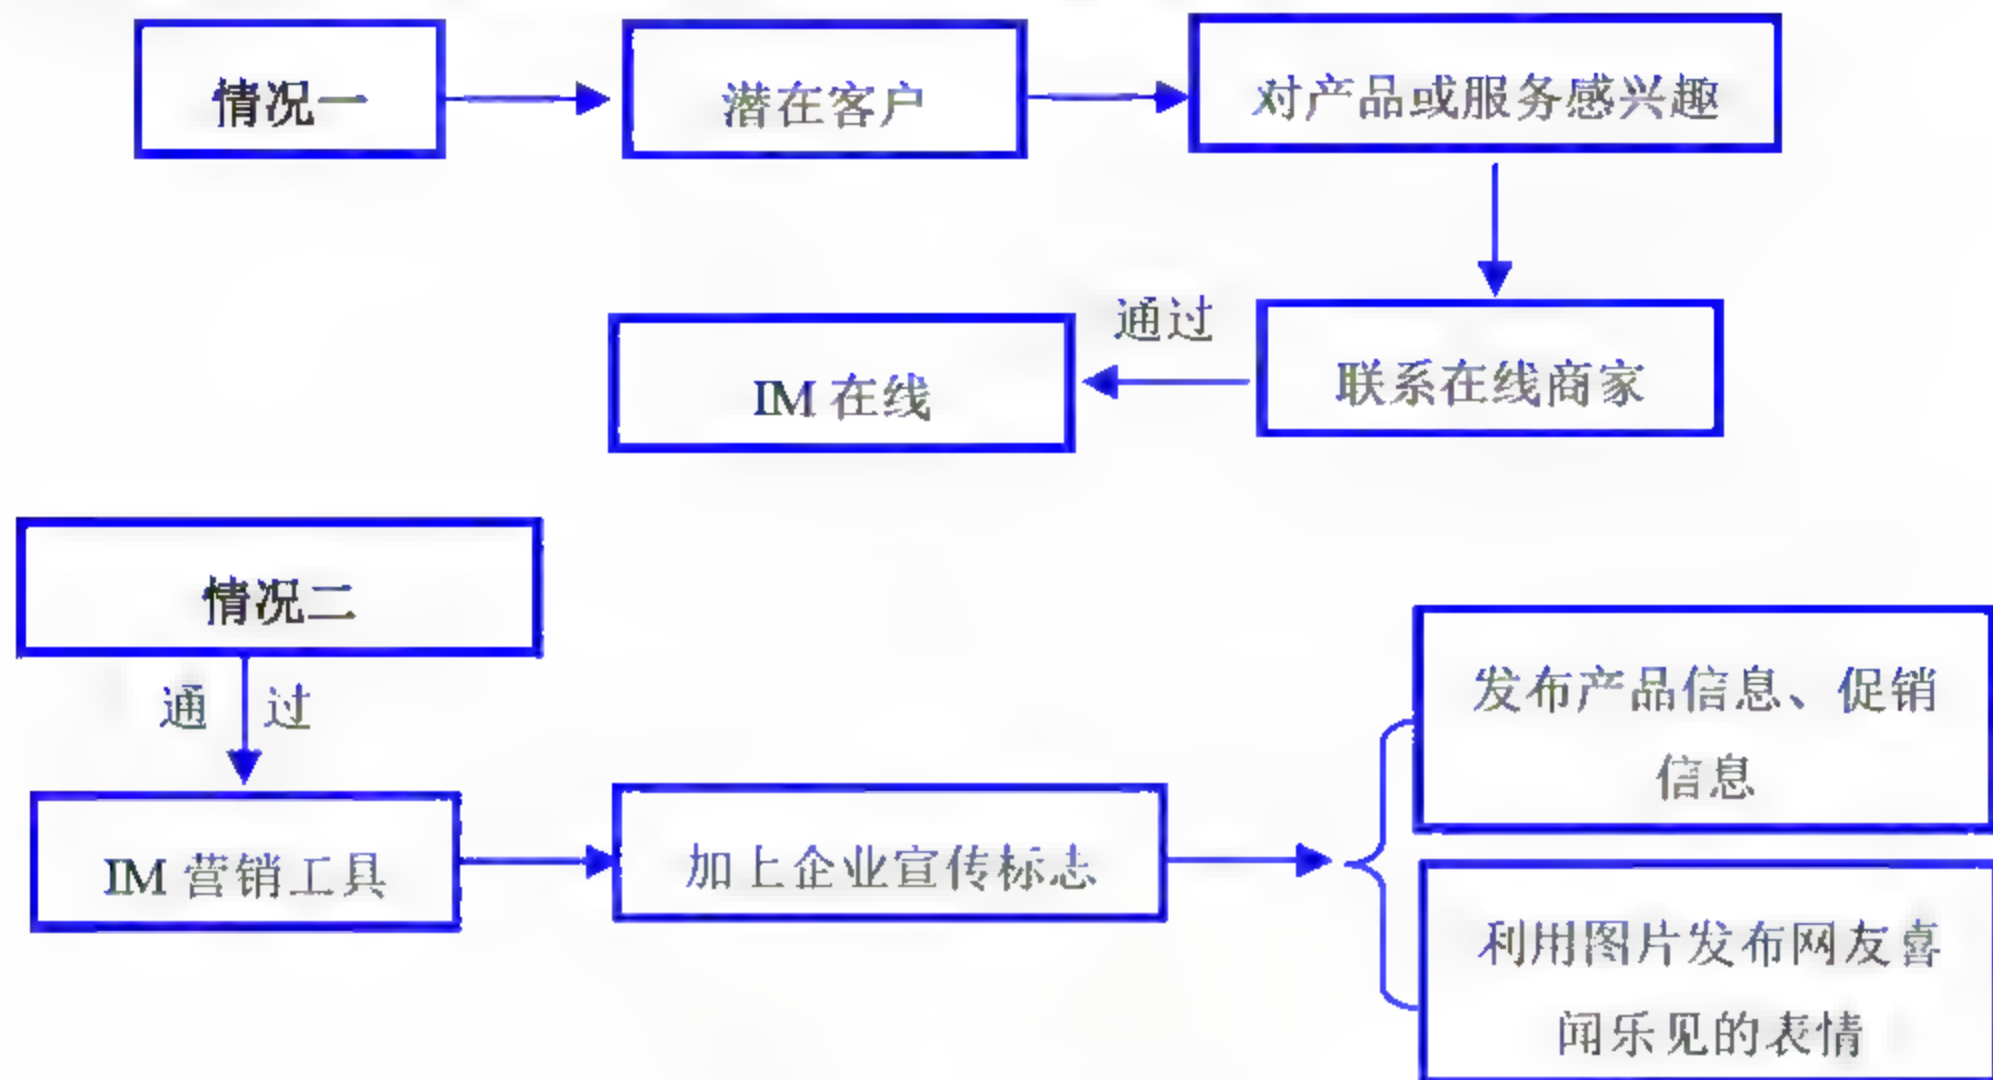 情况一
潜在客户
对产品或服务感兴趣
通过
IM 在线
联系在线商家
情况二
通 过
IM 营销工具
加上企业宣传标志
发布产品信息、促销
信息
利用图片发布网友喜
闻乐见的表情